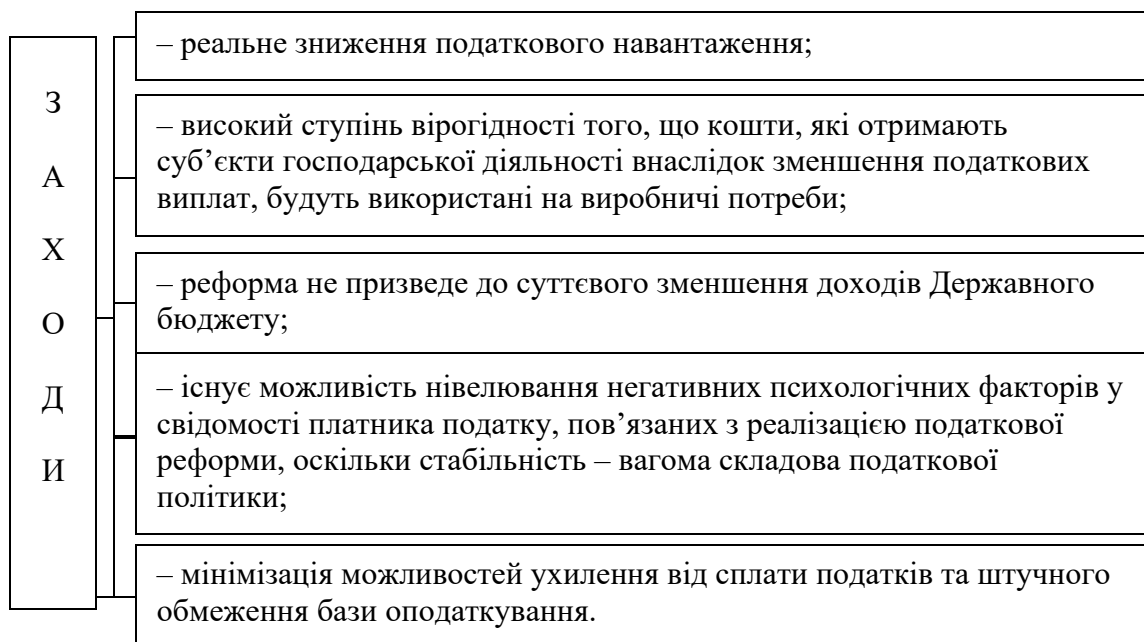 З
А
Х
О
Д
И
– реальне зниження податкового навантаження;
– високий ступінь вірогідності того, що кошти, які отримають
суб’єкти господарської діяльності внаслідок зменшення податкових
виплат, будуть використані на виробничі потреби;
– реформа не призведе до суттєвого зменшення доходів Державного
бюджету;
– існує можливість нівелювання негативних психологічних факторів у
свідомості платника податку, пов’язаних з реалізацією податкової
реформи, оскільки стабільність – вагома складова податкової
політики;
– мінімізація можливостей ухилення від сплати податків та штучного
обмеження бази оподаткування.